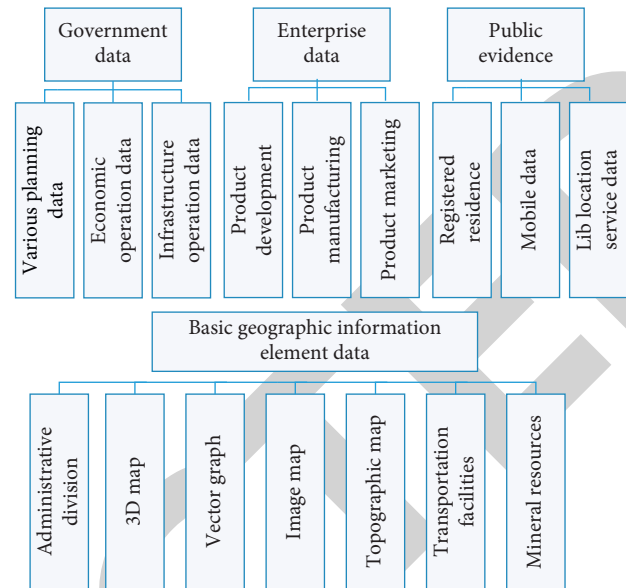 Government
data
Enterprise
data
Public
evidence
Various planning
data
Economic
operation data
Infrastructure
operation data
Product
development
Product
manufacturing
Product marketing
Registered
residence
Mobile data
Lib location
service data
Basic geographic information
element data
Administrative
division
3D map
Vector graph
Image map
Topographic map
Transportation
facilities
Mineral resources